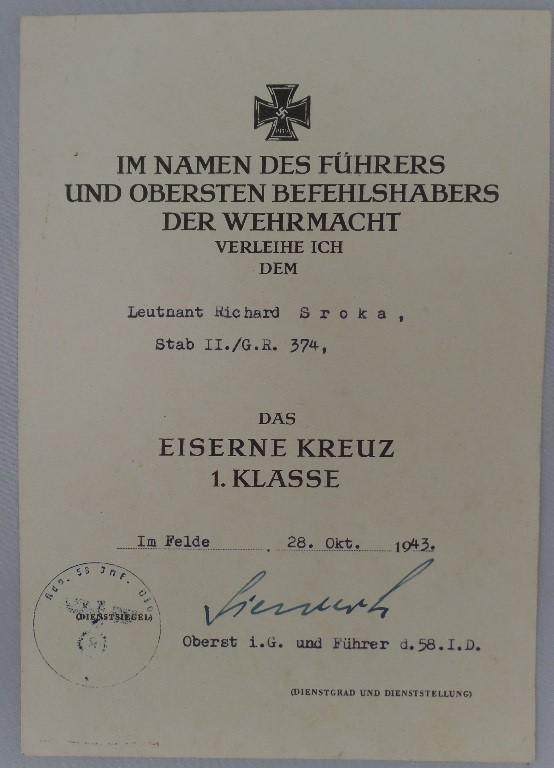 IM NAMEN DES FÜHRERS
UND OBERSTEN BEFEHLSHABERS
DER WEHRMACHT
VERLEIHE ICH
DEM
Leutnant Richard S r o k a ,
Stab II./G.R. 374,
DAS
EISERNE KREUZ
1. KLASSE
Im Felde , 28. Okt. 1943.
(DIENSTSIEGEL)
Oberst i.G. und Führer d.58.I.D.
(DIENSTGRAD UND DIENSTSTELLUNG)